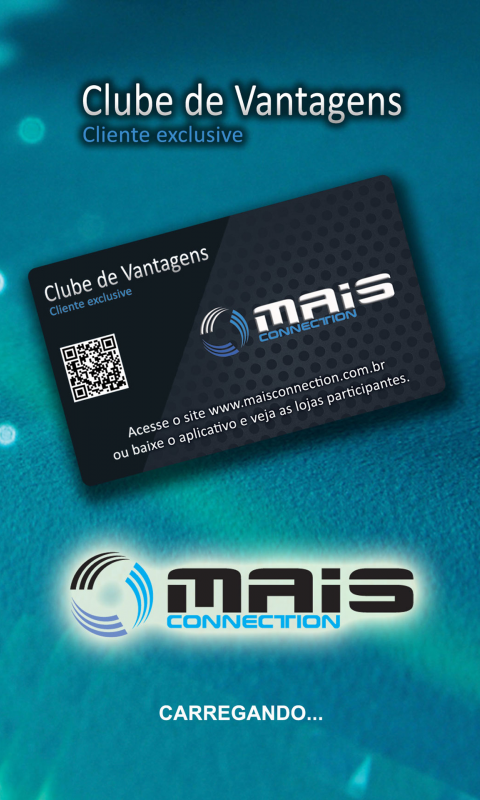 Clube de Vantagens
Cliente exclusive
Clube de Vantagens
Cliente exclusive
MAiS
CONNECTION
Acesse o site www.maisconnection.com.br
ou baixe o aplicativo e veja as lojas participantes.
MAiS
CONNECTION
CARREGANDO...